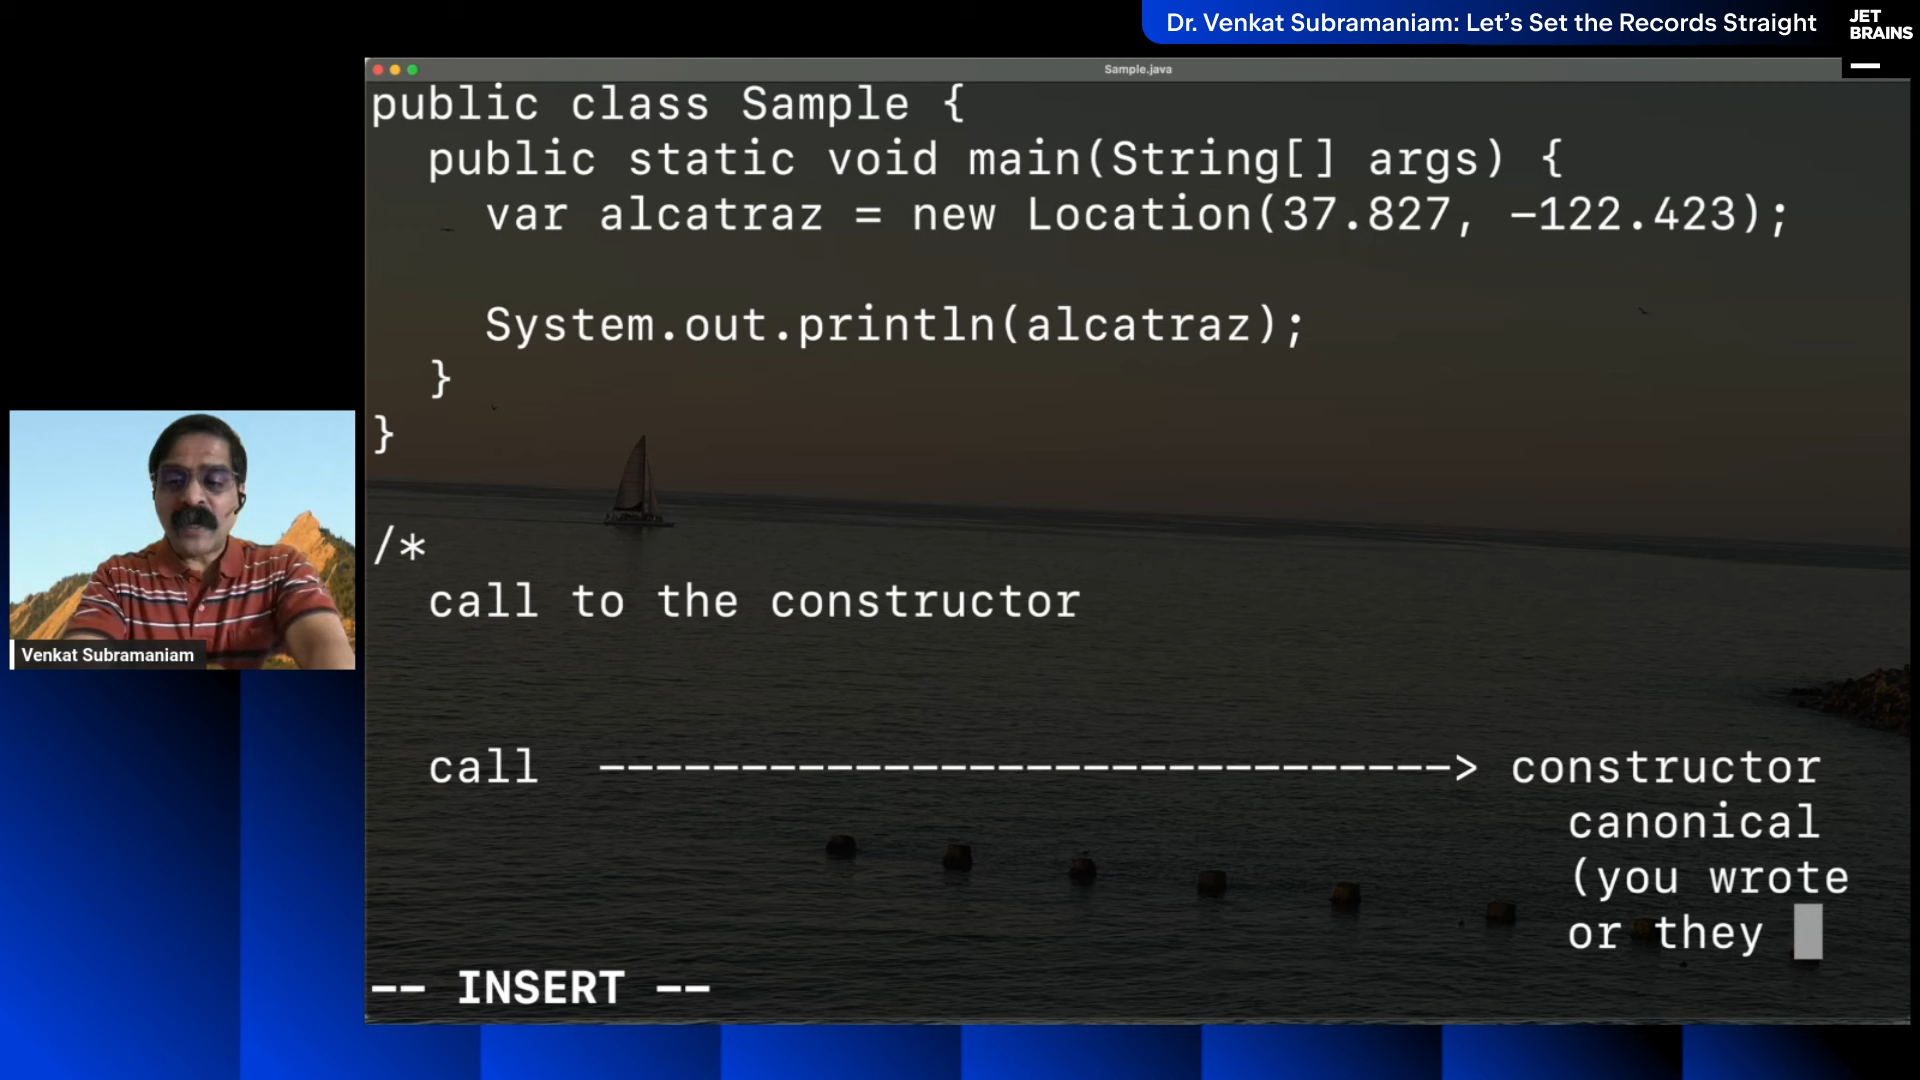 Dr. Venkat Subramaniam: Let’s Set the Records Straight
JET
BRAINS
Sample.java
public class Sample {
  public static void main(String[] args) {
    var alcatraz = new Location(37.827, -122.423);
    System.out.println(alcatraz);
  }
}
/*
  call to the constructor
  call  ------------------------------> constructor
canonical
(you wrote
or they
-- INSERT --
Venkat Subramaniam